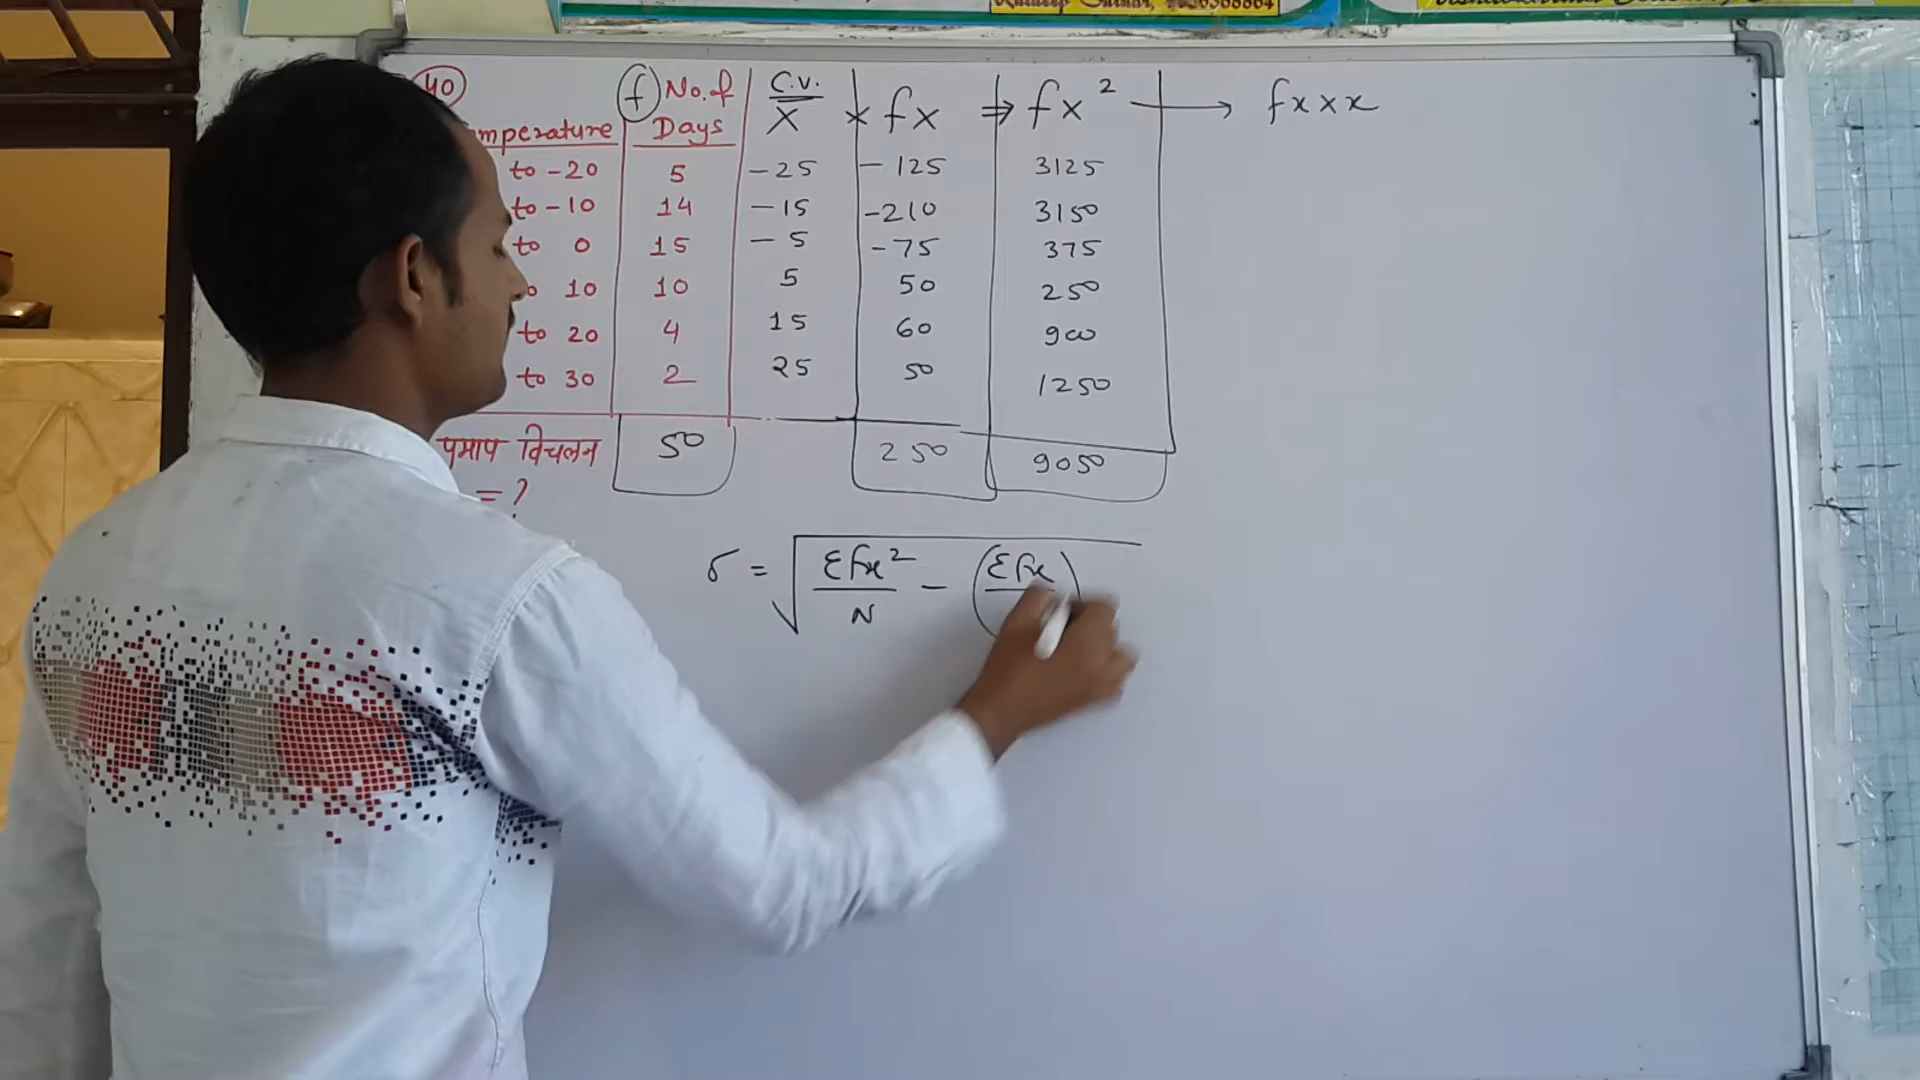 40
f No. of C.V. fx ⇒ fx² → fx×x
Days X ×
to -20 5 -25 -125 3125
to -10 14 -15 -210 3150
to 0 15 -5 -75 375
10 10 5 50 250
to 20 4 15 60 900
to 30 2 25 50 1250
विचलन 50 250 9050
= ?
σ = √ Σfx²/N - (Σfx